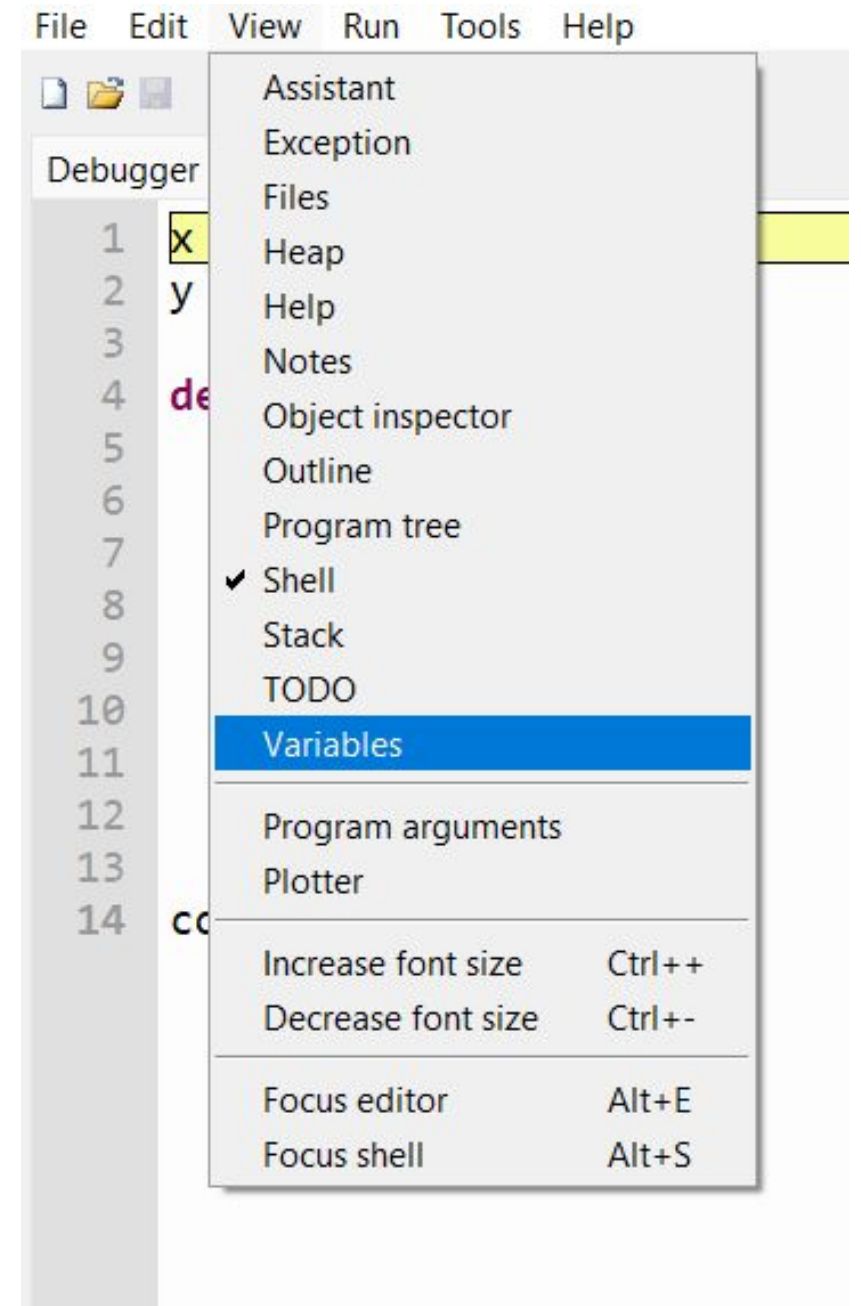 File Edit View Run Tools Help
Debugger
1 x
2 y
3
4 de
5
6
7
8
9
10
11
12
13
14 co
Assistant
Exception
Files
Heap
Help
Notes
Object inspector
Outline
Program tree
✓ Shell
Stack
TODO
Variables
Program arguments
Plotter
Increase font size Ctrl++
Decrease font size Ctrl+-
Focus editor Alt+E
Focus shell Alt+S